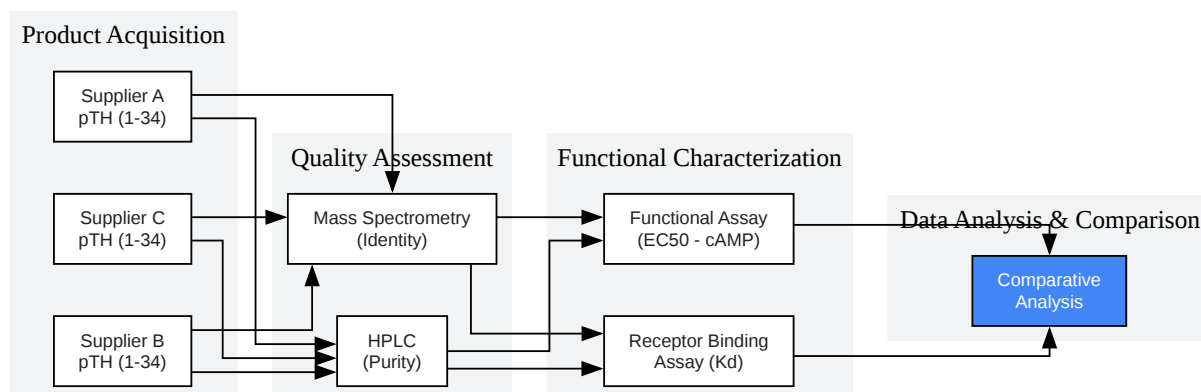 Product Acquisition
Supplier A
pTH (1-34)
Supplier C
pTH (1-34)
Supplier B
pTH (1-34)
Quality Assessment
Mass Spectrometry
(Identity)
HPLC
(Purity)
Functional Characterization
Functional Assay
(EC50 - cAMP)
Receptor Binding
Assay (Kd)
Data Analysis & Comparison
Comparative
Analysis